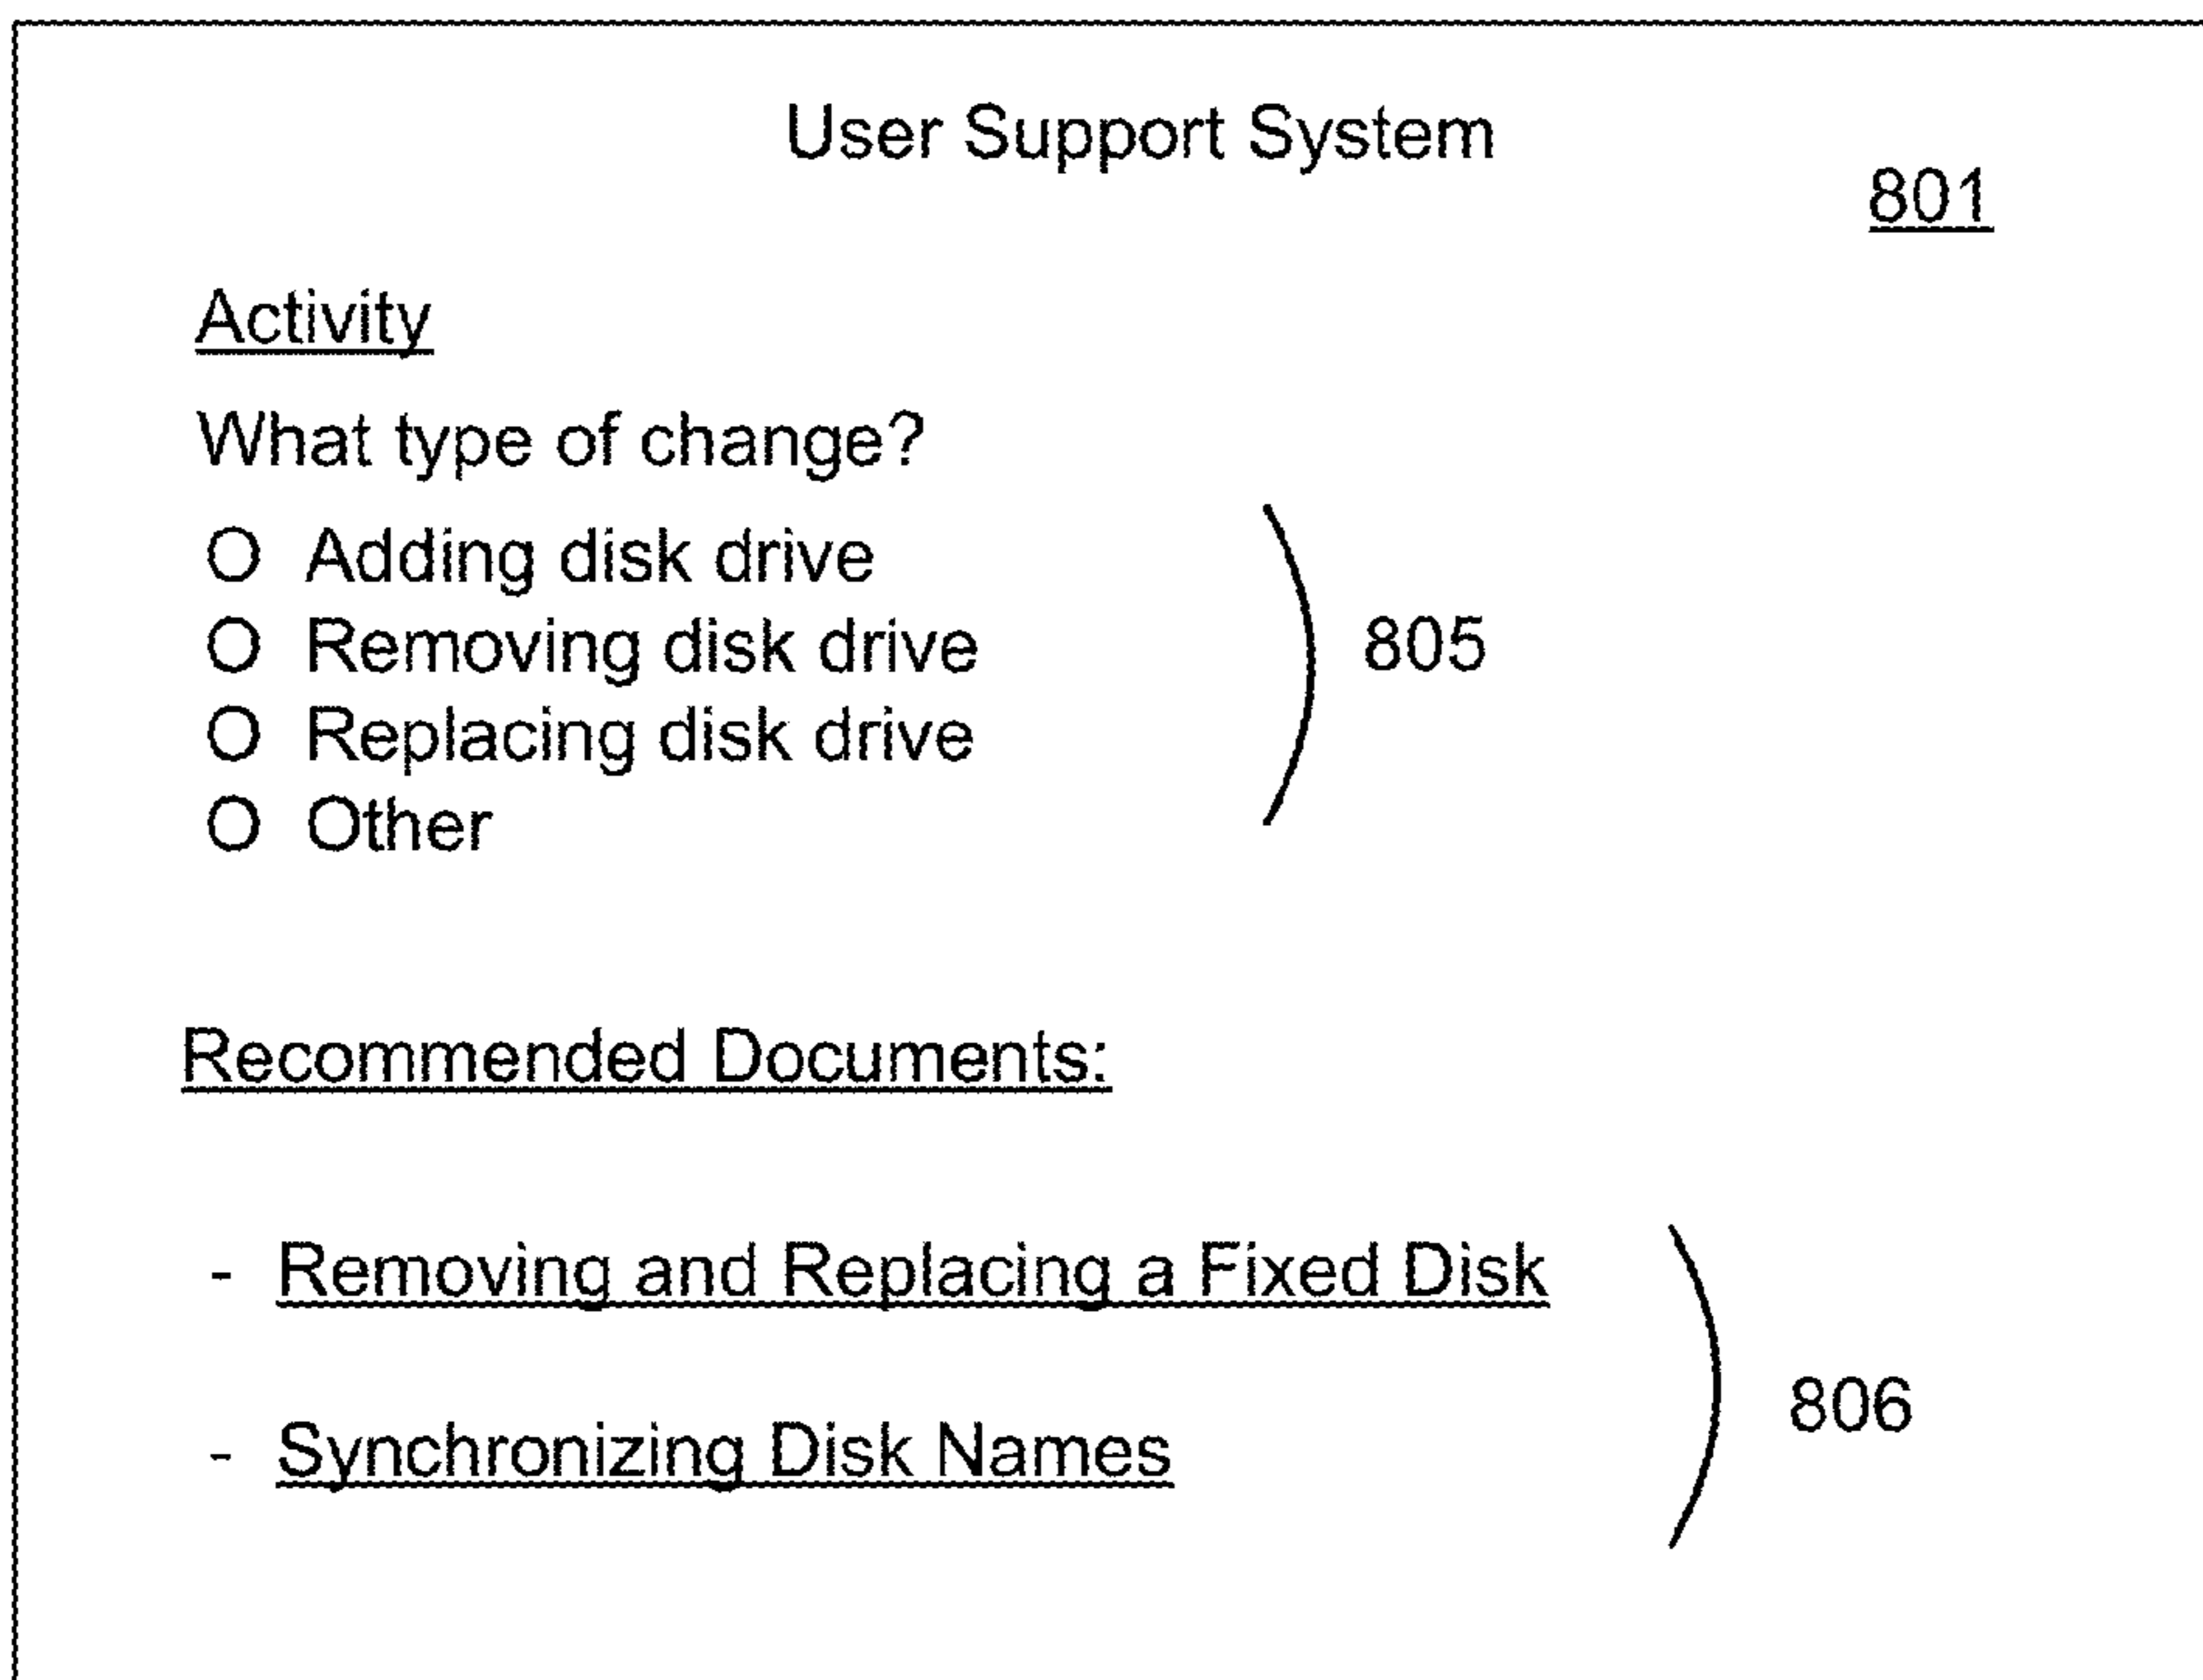 User Support System
801
Activity
What type of change?
O Adding disk drive
O Removing disk drive
O Replacing disk drive
O Other
805
Recommended Documents:
- Removing and Replacing a Fixed Disk
- Synchronizing Disk Names
806